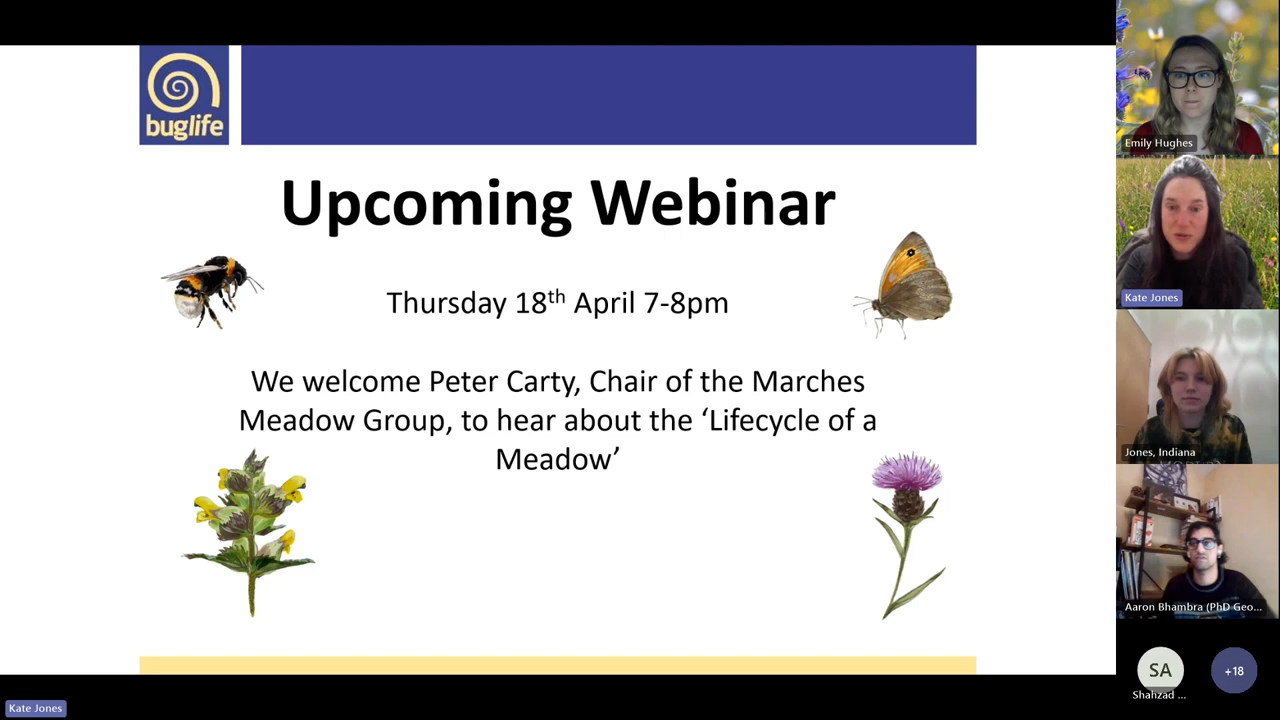 buglife
Upcoming Webinar
Thursday 18th April 7-8pm
We welcome Peter Carty, Chair of the Marches
Meadow Group, to hear about the ‘Lifecycle of a
Meadow’
Emily Hughes
Kate Jones
Jones, Indiana
Aaron Bhambra (PhD Geo...
SA
+18
Shahzad ...
Kate Jones